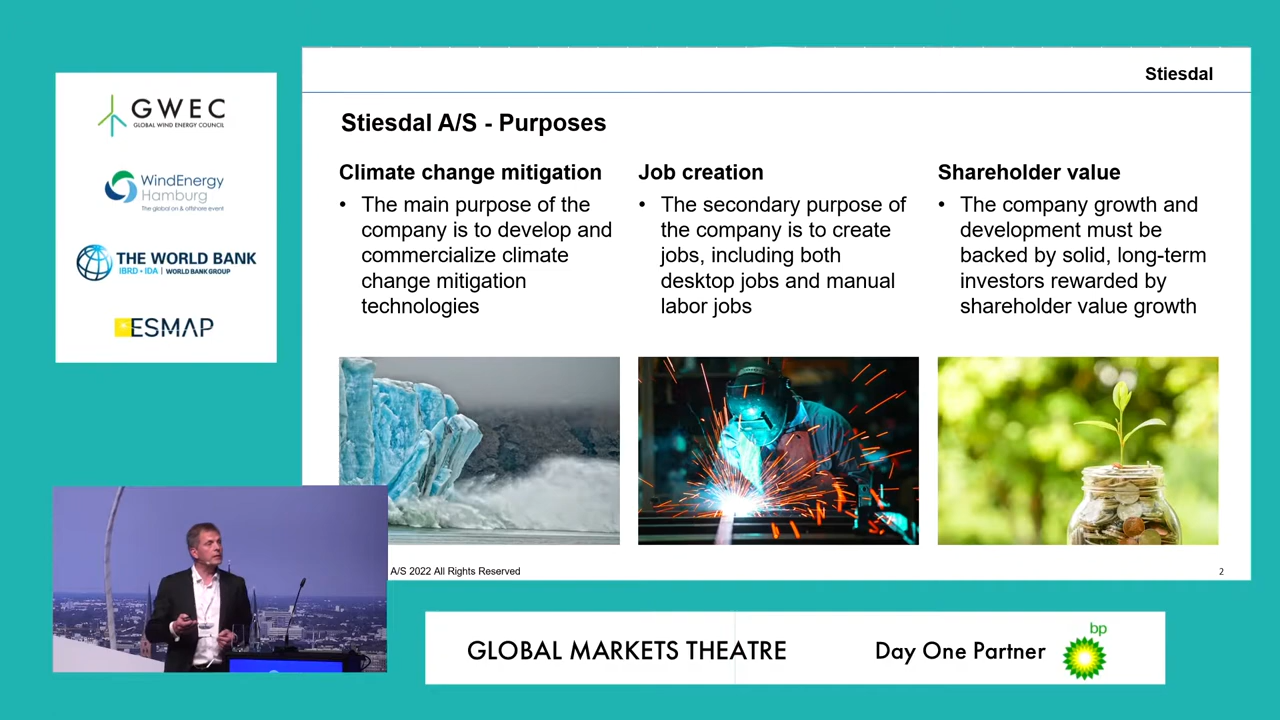 GWEC
GLOBAL WIND ENERGY COUNCIL
WindEnergy
Hamburg
The global on & offshore event
THE WORLD BANK
IBRD • IDA | WORLD BANK GROUP
ESMAP
Stiesdal
Stiesdal A/S - Purposes
Climate change mitigation
• The main purpose of the
company is to develop and
commercialize climate
change mitigation
technologies
Job creation
• The secondary purpose of
the company is to create
jobs, including both
desktop jobs and manual
labor jobs
Shareholder value
• The company growth and
development must be
backed by solid, long-term
investors rewarded by
shareholder value growth
A/S 2022 All Rights Reserved
2
GLOBAL MARKETS THEATRE
Day One Partner
bp